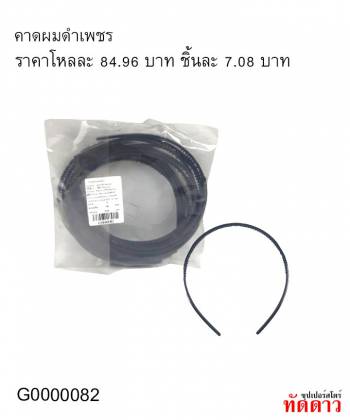 คาดผมดำเพชร
ราคาโหลละ 84.96 บาท ชิ้นละ 7.08 บาท
G0000082
ซุปเปอร์สโตร์
ทัดดาว